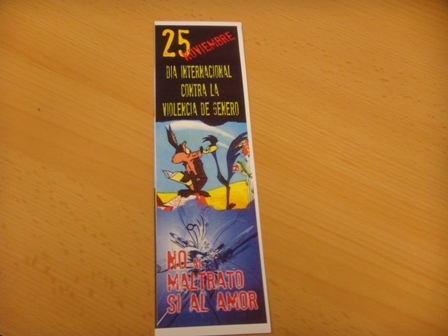 25
NOVIEMBRE
DIA INTERNACIONAL
CONTRA LA
VIOLENCIA DE GENERO
NO al
MALTRATO
SI AL AMOR